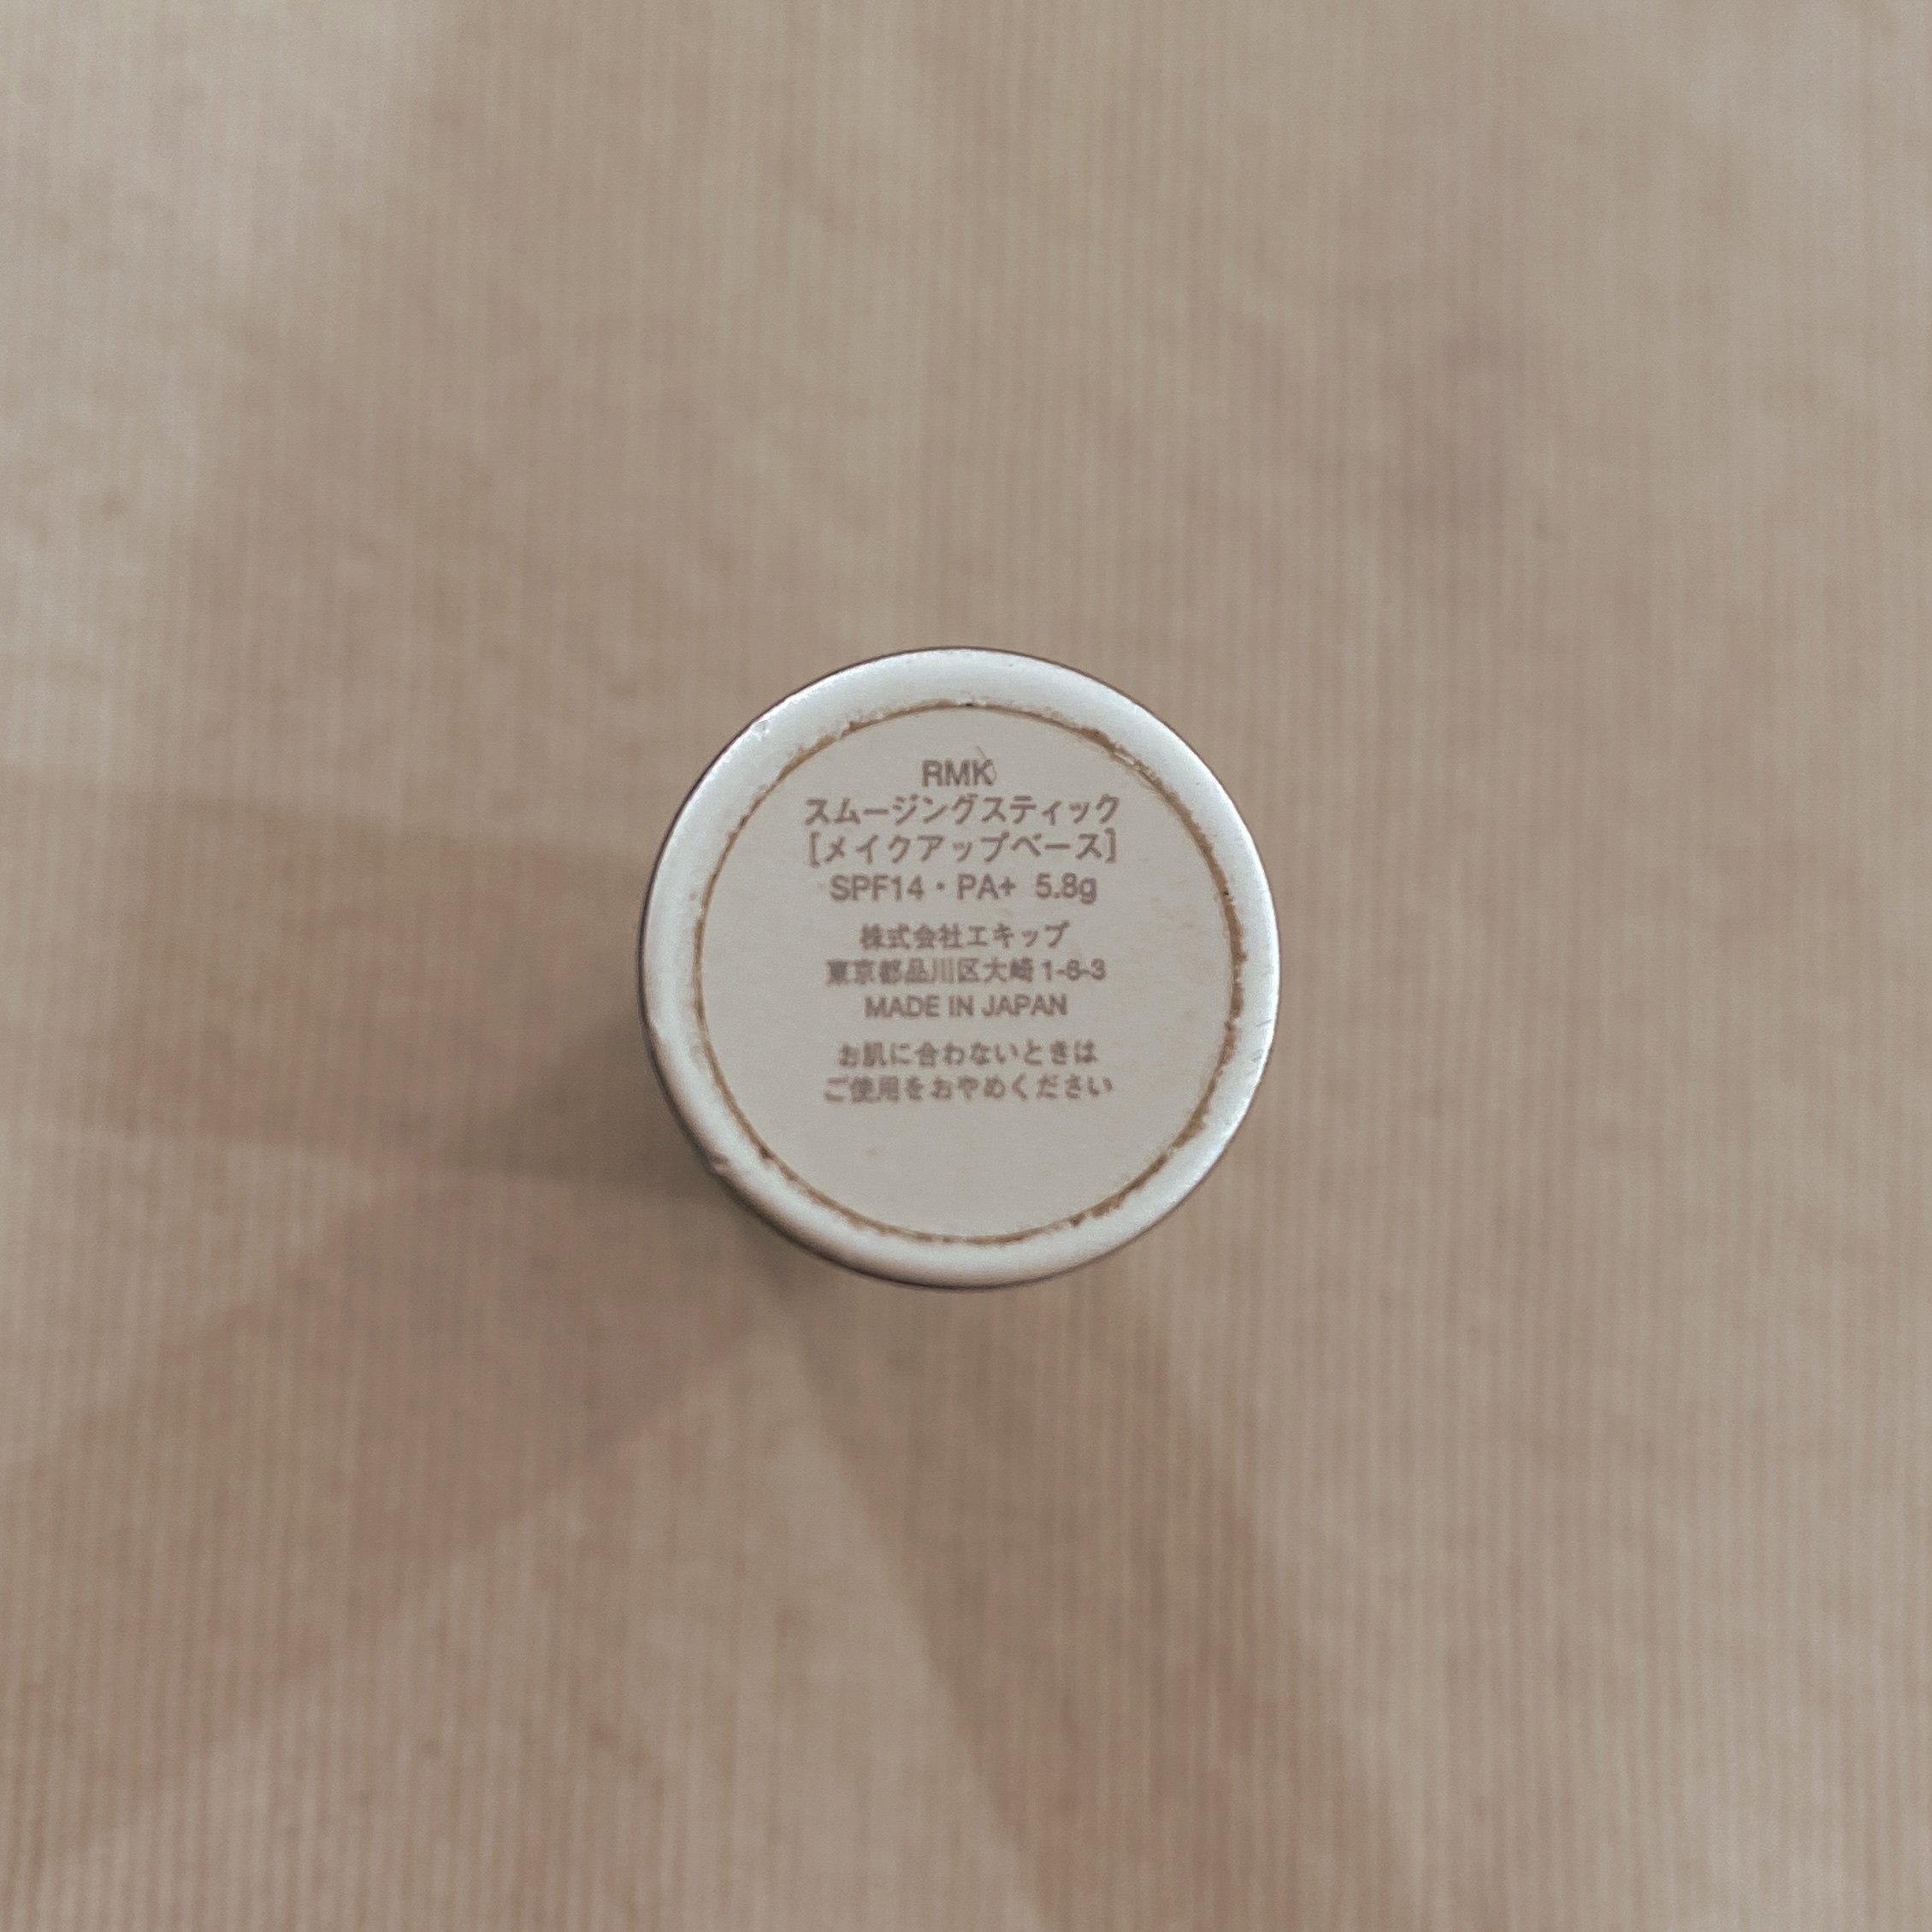 RMK
スムージングスティック
[メイクアップベース]
SPF14・PA+ 5.8g
株式会社エキップ
東京都品川区大崎1-6-3
MADE IN JAPAN
お肌に合わないときは
ご使用をおやめください